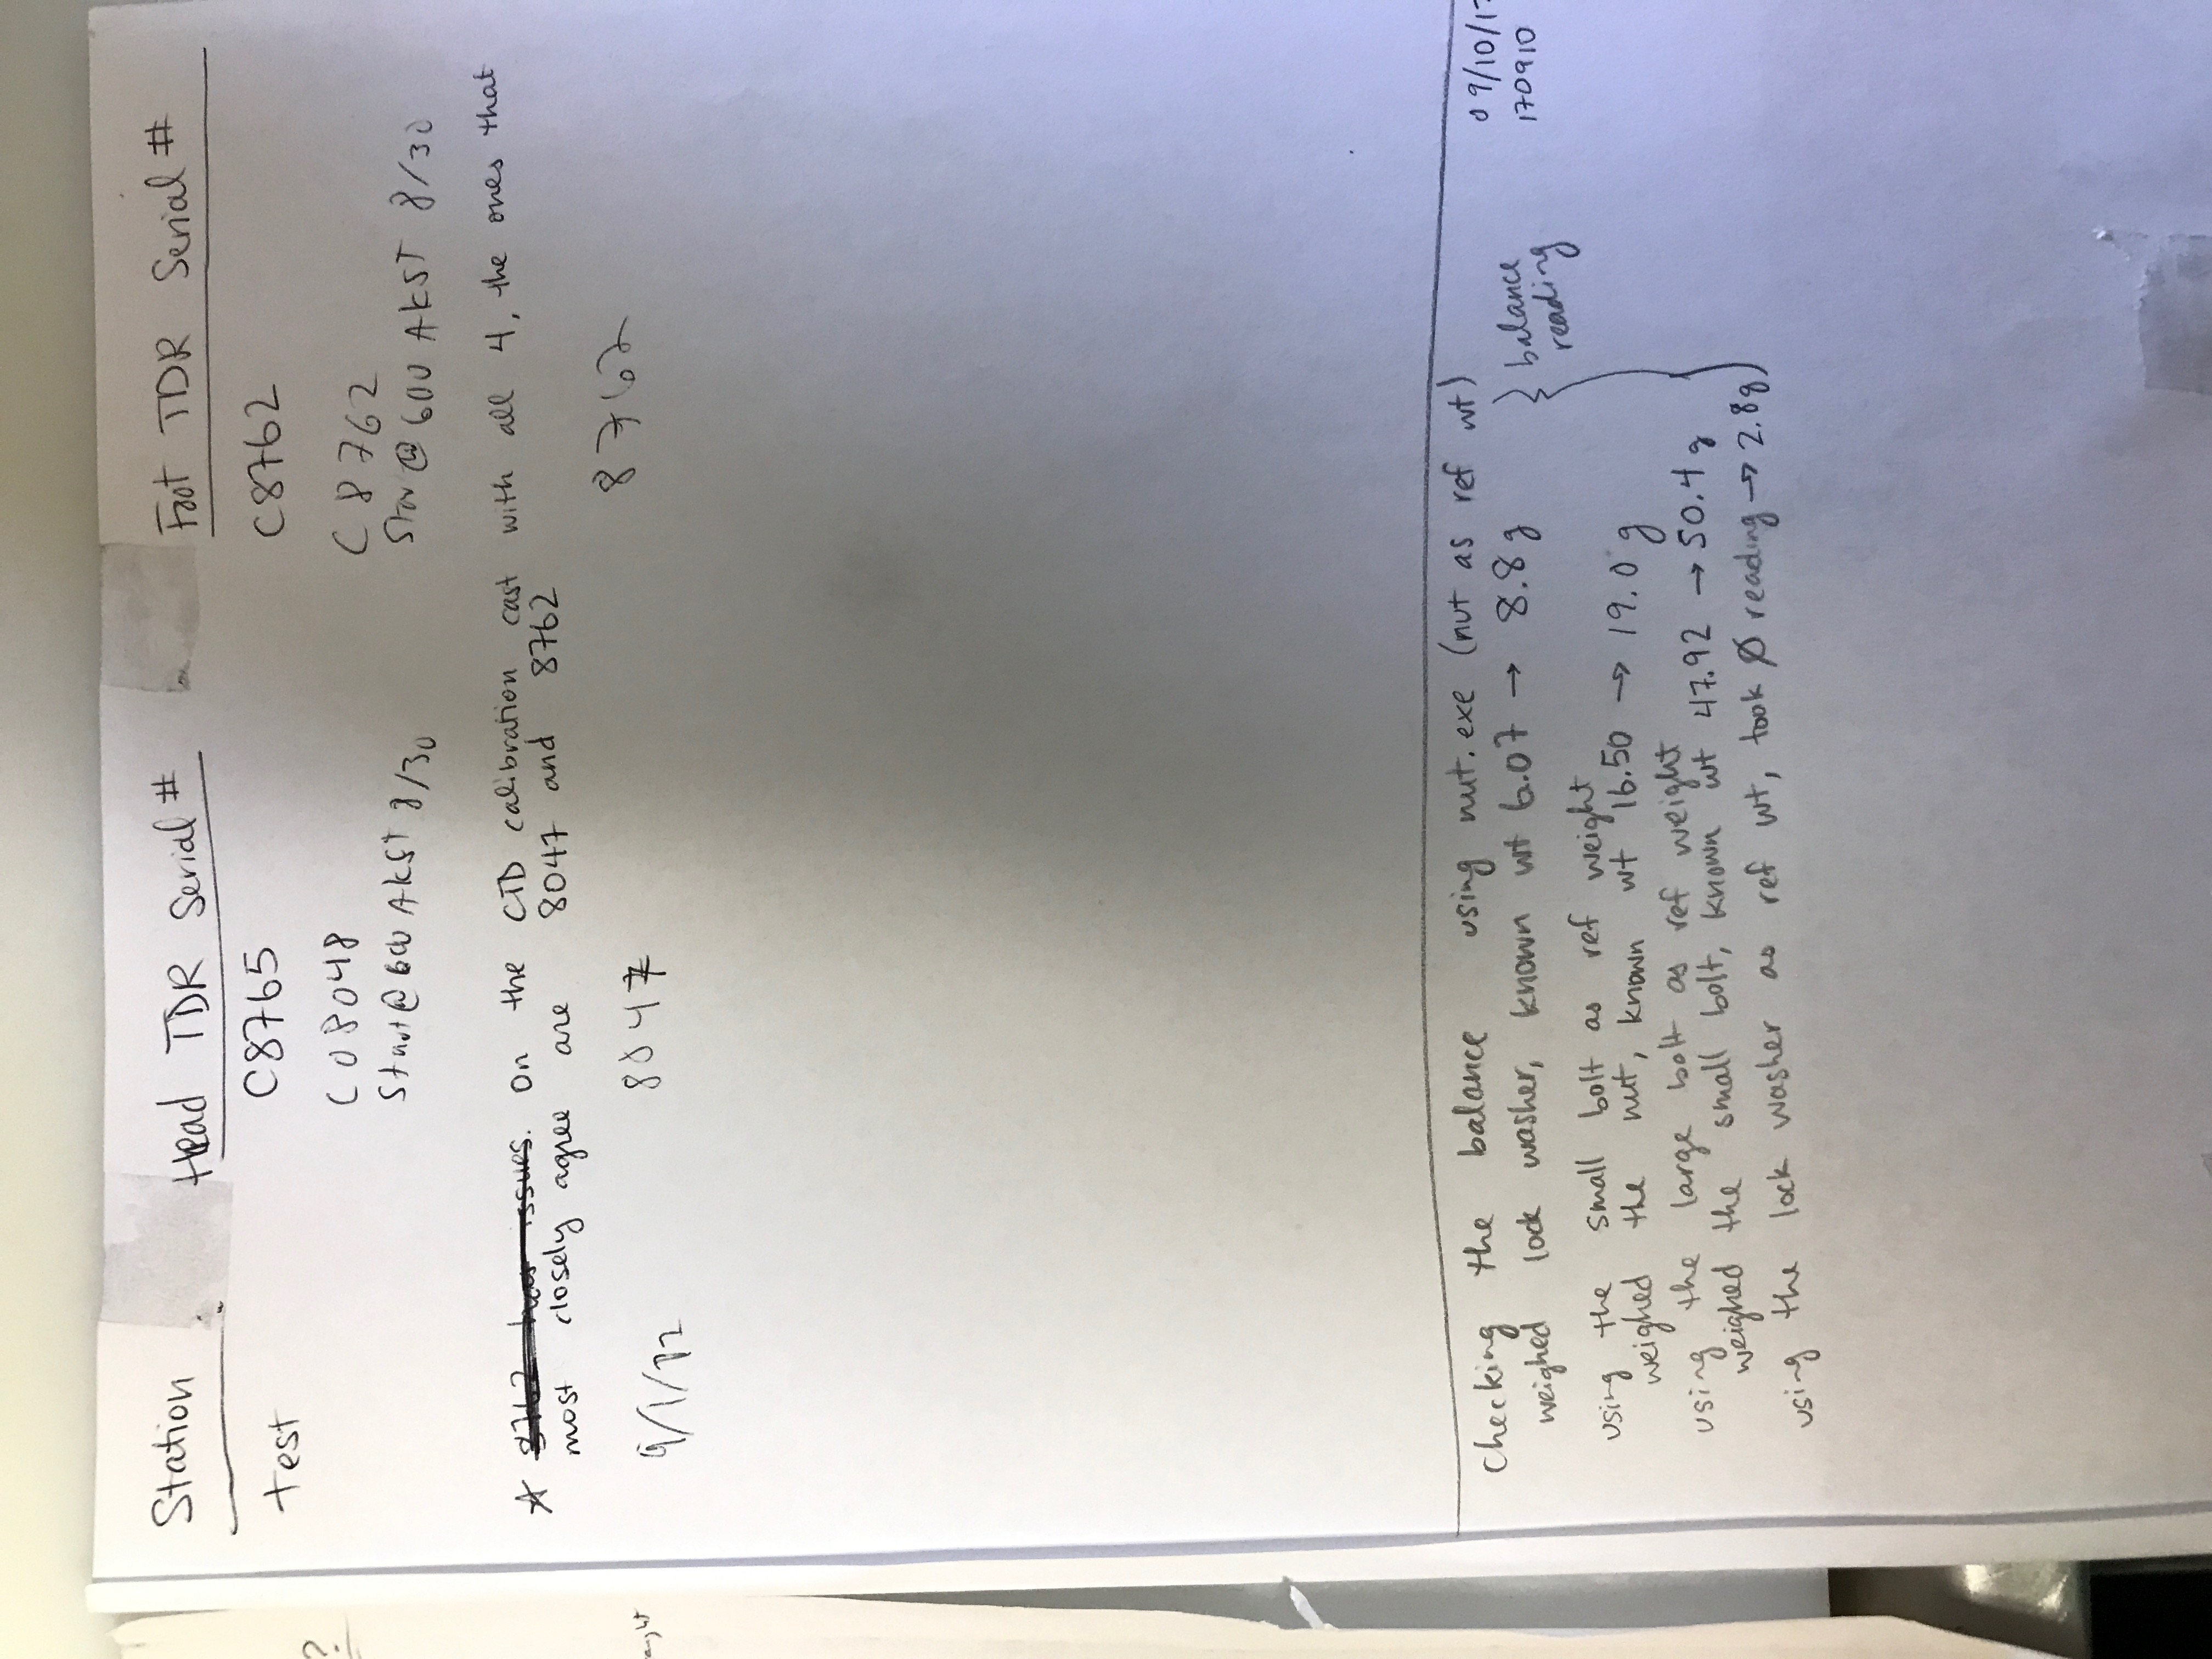 Station Head TDR Serial # Foot TDR Serial #
Test C8765 C8762
C08048 C8762
Start @ 600 AKST 8/30 Star @ 600 AKST 8/30
☆ 8762 has issues. On the CTD calibration cast with all 4, the ones that
most closely agree are 8047 and 8762
9/1/ 8047 8762
?
Checking the balance using nut.exe (nut as ref wt) 09/10/17
weighed lock washer, known wt 6.07 → 8.8g } balance 170910
reading
using the small bolt as ref weight
weighed the nut, known wt 16.50 → 19.0 g
using the large bolt as ref weight
weighed the small bolt, known wt 47.92 → 50.4 g
using the lock washer as ref wt, took Ø reading → 2.8g